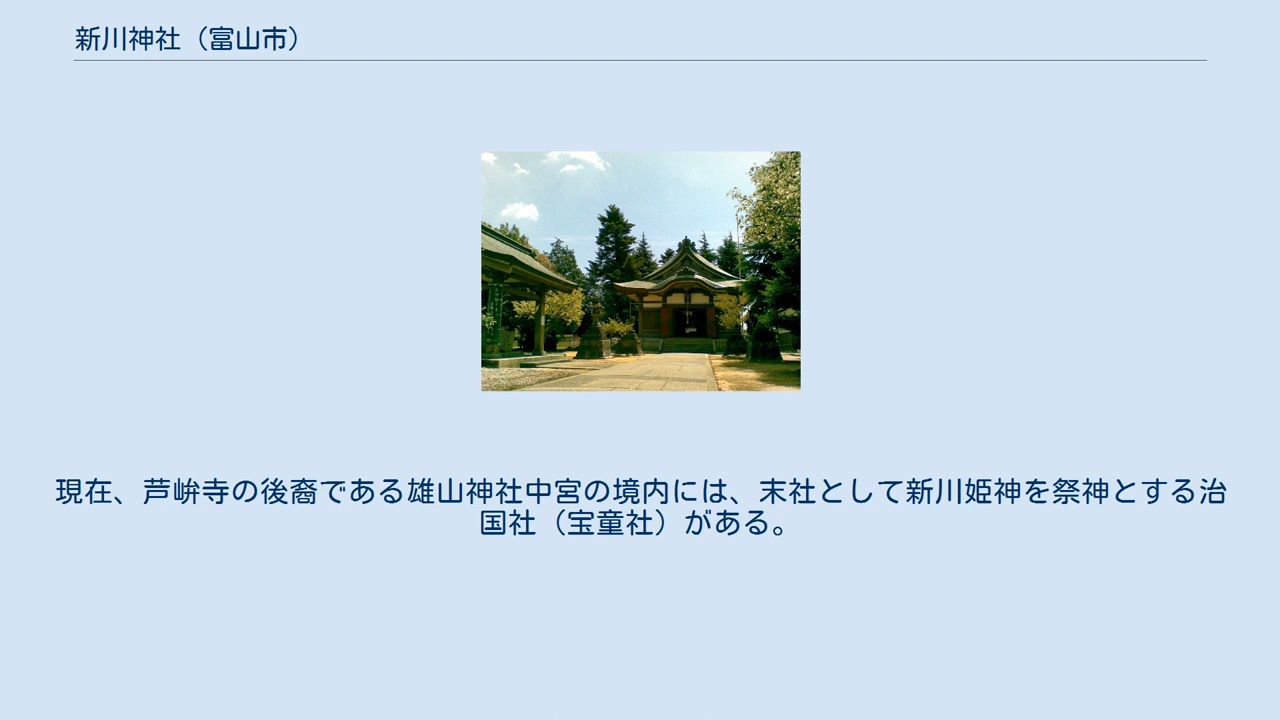 新川神社（富山市）
現在、芦峅寺の後裔である雄山神社中宮の境内には、末社として新川姫神を祭神とする治
国社（宝童社）がある。